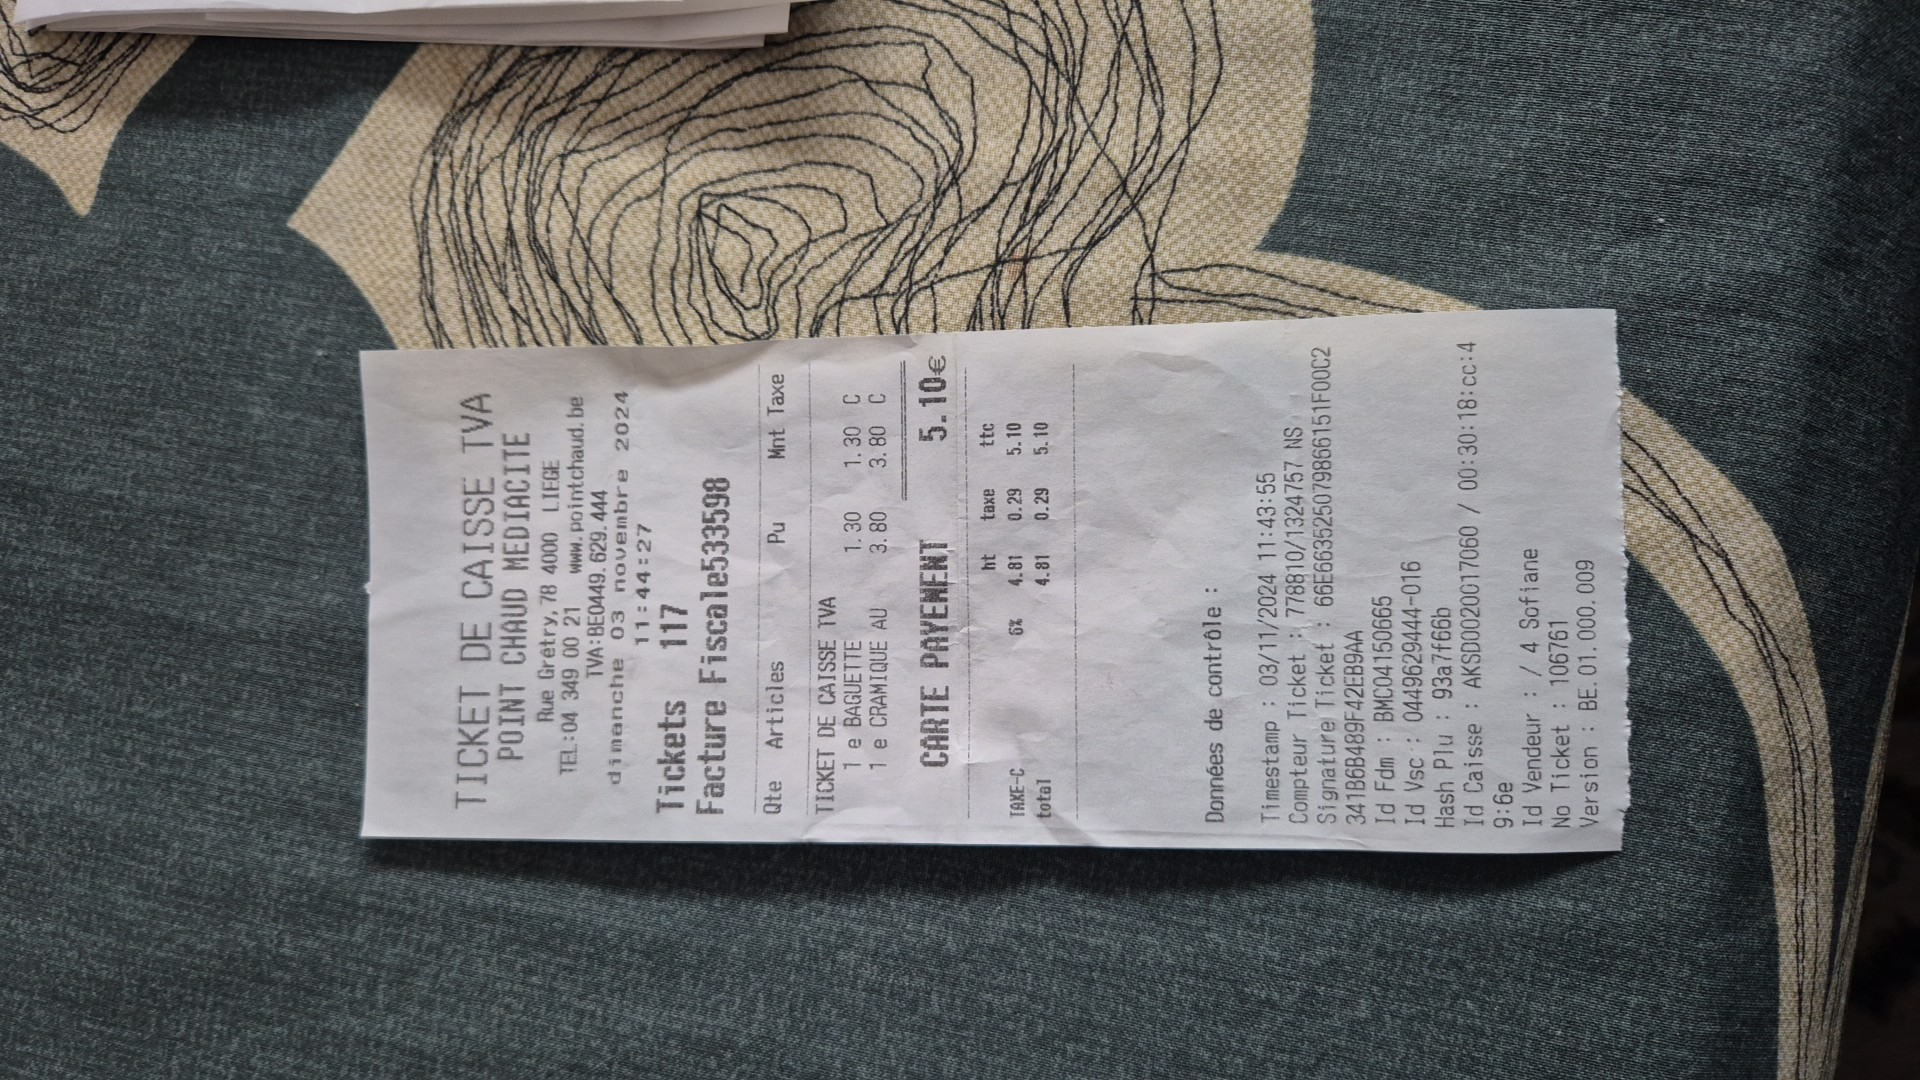 TICKET DE CAISSE TVA
POINT CHAUD MEDIACITE
Rue Grétry,78 4000 LIEGE
TEL:04 349 00 21 www.pointchaud.be
TVA:BE0449.629.444
dimanche 03 novembre 2024
11:44:27
Tickets 117
Facture Fiscale533598
Qte Articles Pu Mnt Taxe
TICKET DE CAISSE TVA
1 e BAGUETTE 1.30 1.30 C
1 e CRAMIQUE AU 3.80 3.80 C
CARTE PAYEMENT 5.10€
ht taxe ttc
TAXE-C 6% 4.81 0.29 5.10
total 4.81 0.29 5.10
Données de contrôle :
Timestamp : 03/11/2024 11:43:55
Compteur Ticket : 778810/1324757 NS
Signature Ticket : 66E663525079866151F00C2
341B6B4B9F42EB9AA
Id Fdm : BMC04150665
Id Vsc : 0449629444-016
Hash Plu : 93a7f66b
Id Caisse : AKSD002002001 7060 / 00:30:18:cc:4
9:6e
Id Vendeur : / 4 Sofiane
No Ticket : 106761
Version : BE.01.000.009